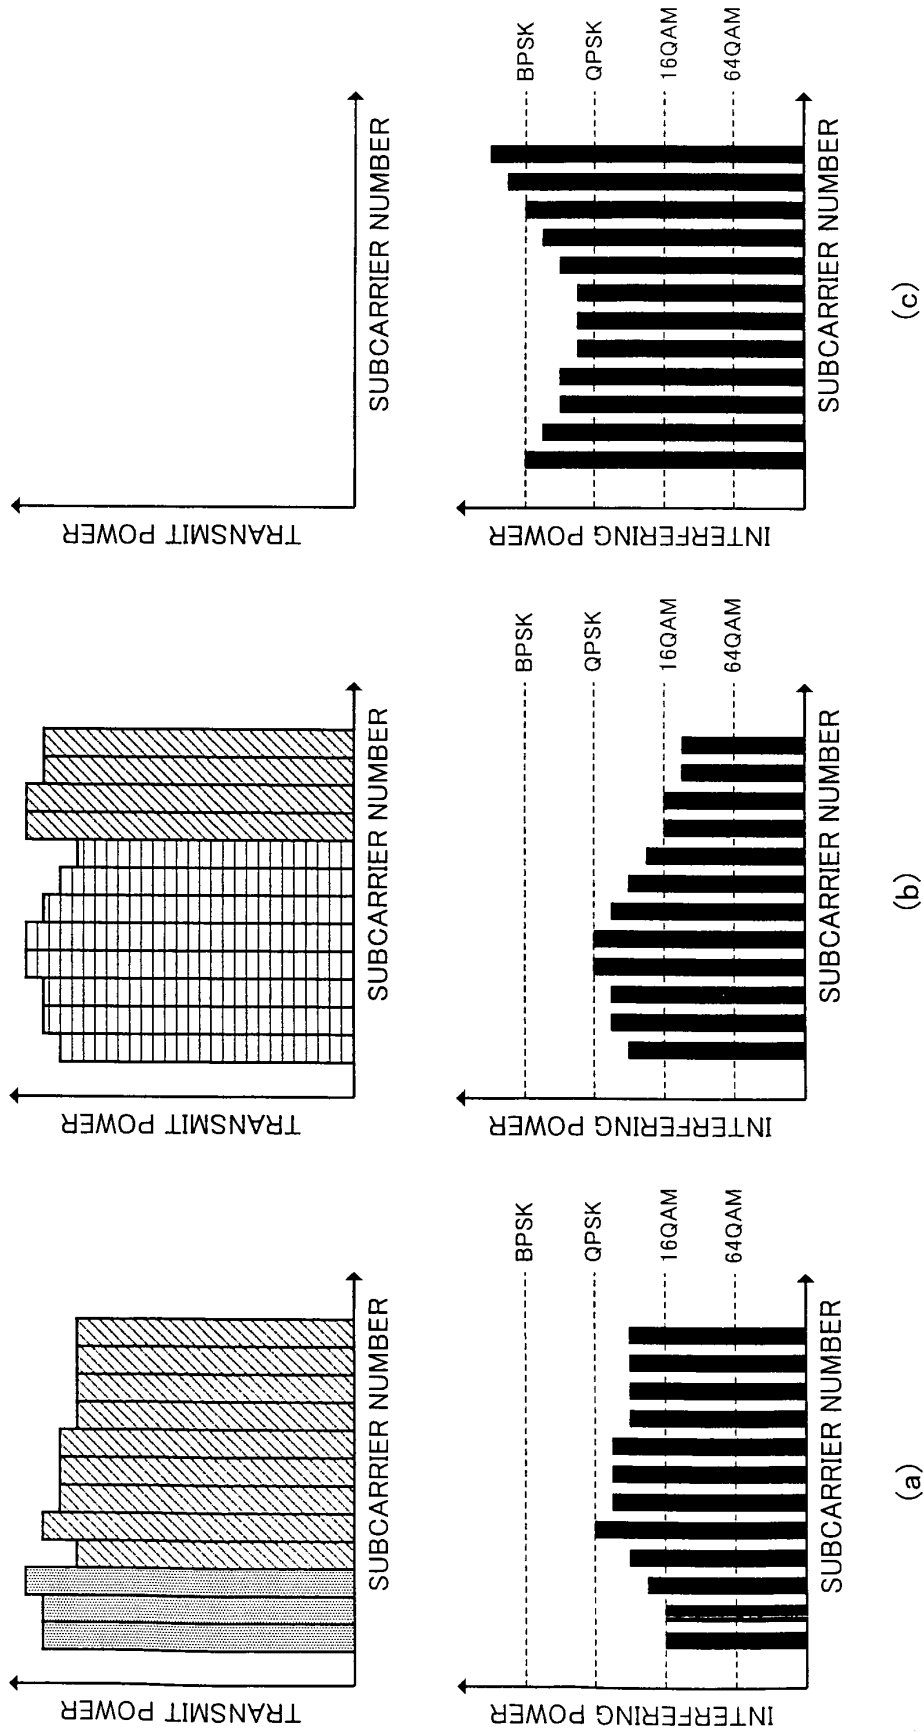 TRANSMIT POWER
SUBCARRIER NUMBER
INTERFERING POWER
BPSK
QPSK
16QAM
64QAM
SUBCARRIER NUMBER
(a)
TRANSMIT POWER
SUBCARRIER NUMBER
INTERFERING POWER
BPSK
QPSK
16QAM
64QAM
SUBCARRIER NUMBER
(b)
TRANSMIT POWER
SUBCARRIER NUMBER
INTERFERING POWER
BPSK
QPSK
16QAM
64QAM
SUBCARRIER NUMBER
(c)